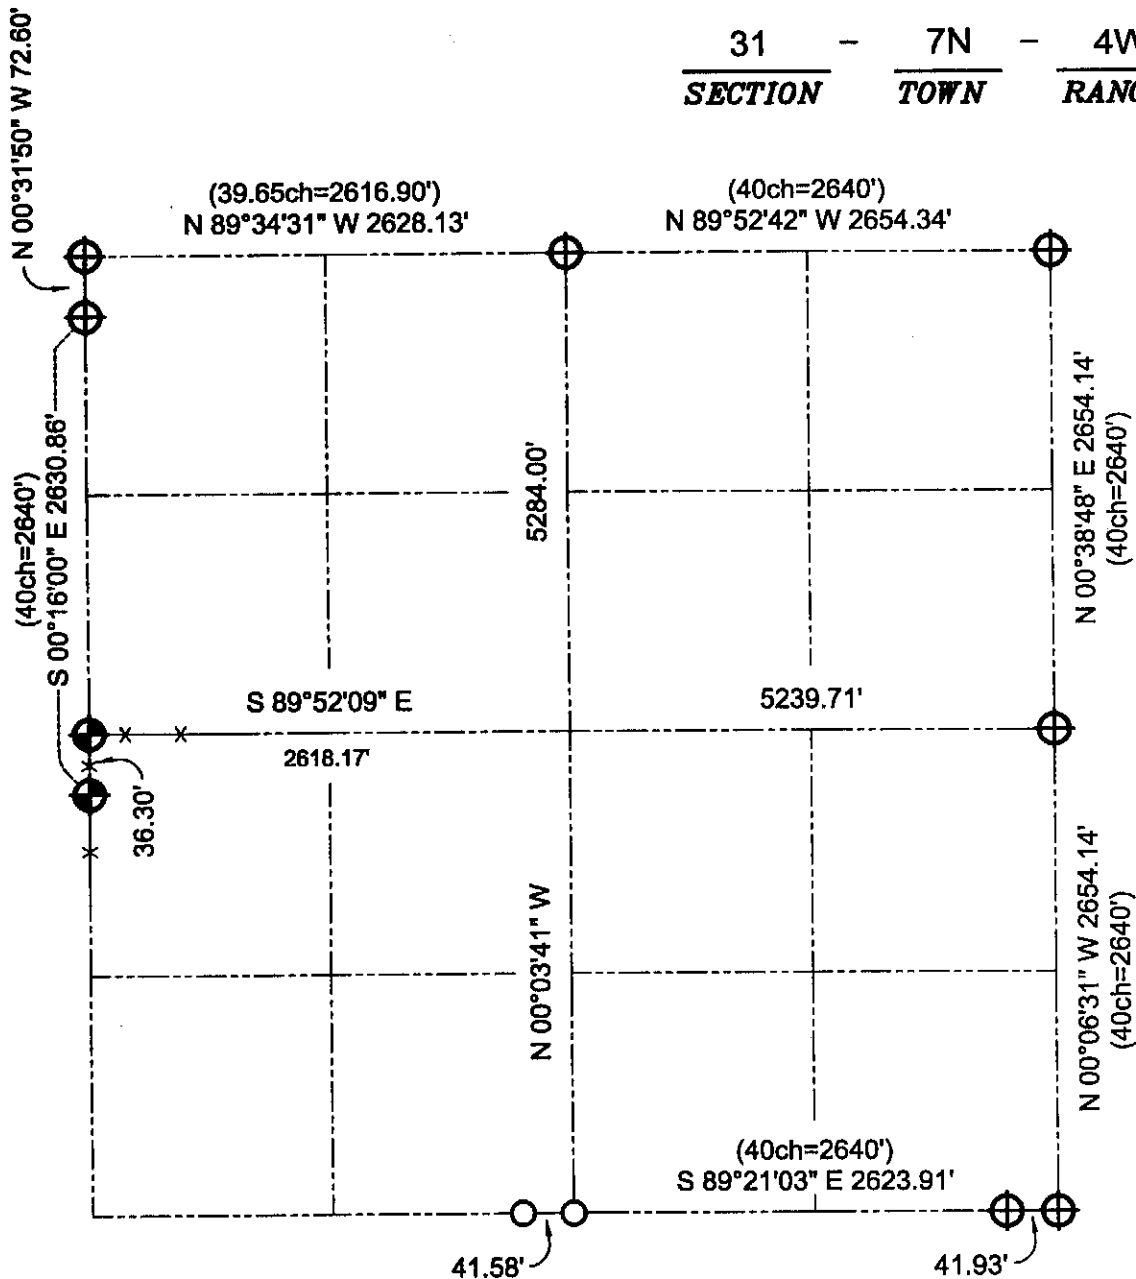 31 - 7N - 4W
SECTION TOWN RANG
N 00°31'50" W 72.60'
(39.65ch=2616.90')
N 89°34'31" W 2628.13'
(40ch=2640')
N 89°52'42" W 2654.34'
(40ch=2640')
S 00°16'00" E 2630.86'
5284.00'
N 00°38'48" E 2654.14'
(40ch=2640')
S 89°52'09" E
5239.71'
2618.17'
36.30'
N 00°03'41" W
N 00°06'31" W 2654.14'
(40ch=2640')
(40ch=2640')
S 89°21'03" E 2623.91'
41.58'
41.93'